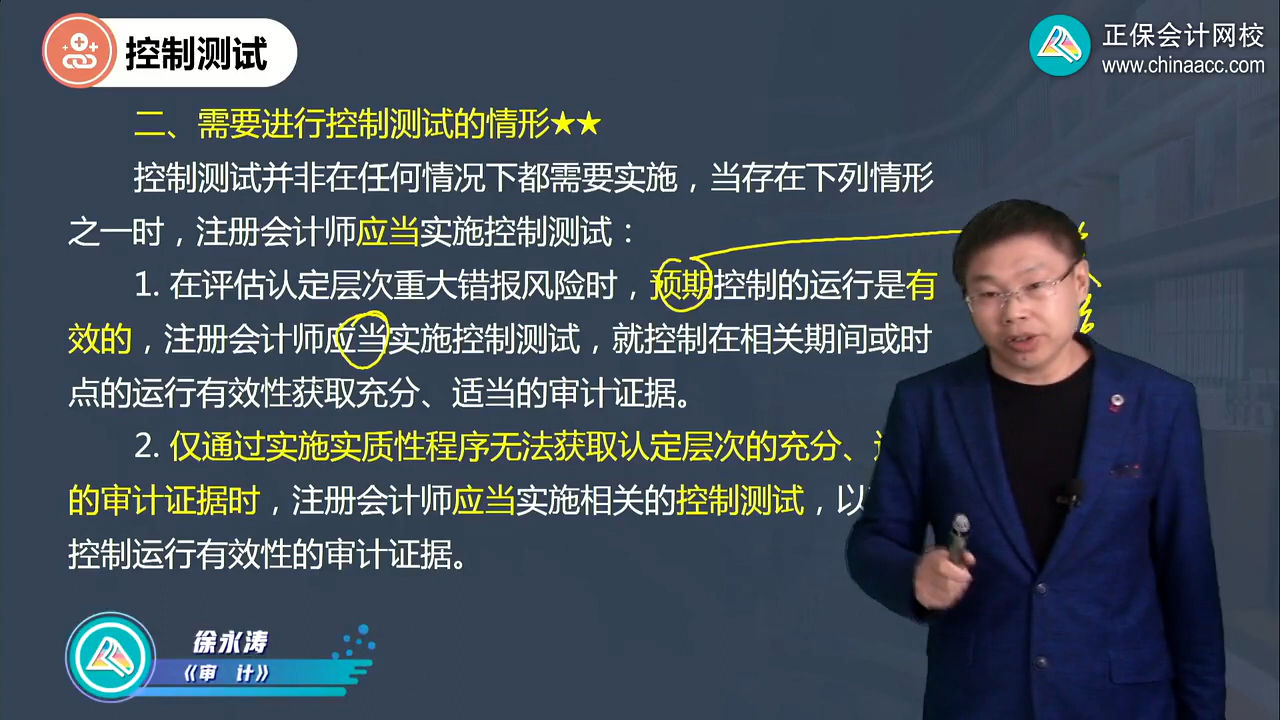 控制测试
正保会计网校
www.chinaacc.com
二、需要进行控制测试的情形★★
控制测试并非在任何情况下都需要实施，当存在下列情形
之一时，注册会计师应当实施控制测试：
1. 在评估认定层次重大错报风险时，预期控制的运行是有
效的，注册会计师应当实施控制测试，就控制在相关期间或时
点的运行有效性获取充分、适当的审计证据。
2. 仅通过实施实质性程序无法获取认定层次的充分、
的审计证据时，注册会计师应当实施相关的控制测试，以
控制运行有效性的审计证据。
徐永涛
《审 计》